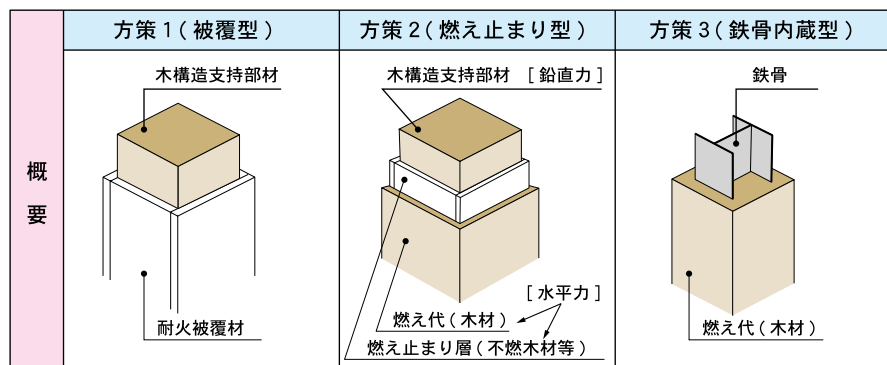 方策1(被覆型)
方策2(燃え止まり型)
方策3(鉄骨内蔵型)
概要
木構造支持部材
耐火被覆材
木構造支持部材 [鉛直力]
[水平力]
燃え代(木材)
燃え止まり層(不燃木材等)
鉄骨
燃え代(木材)